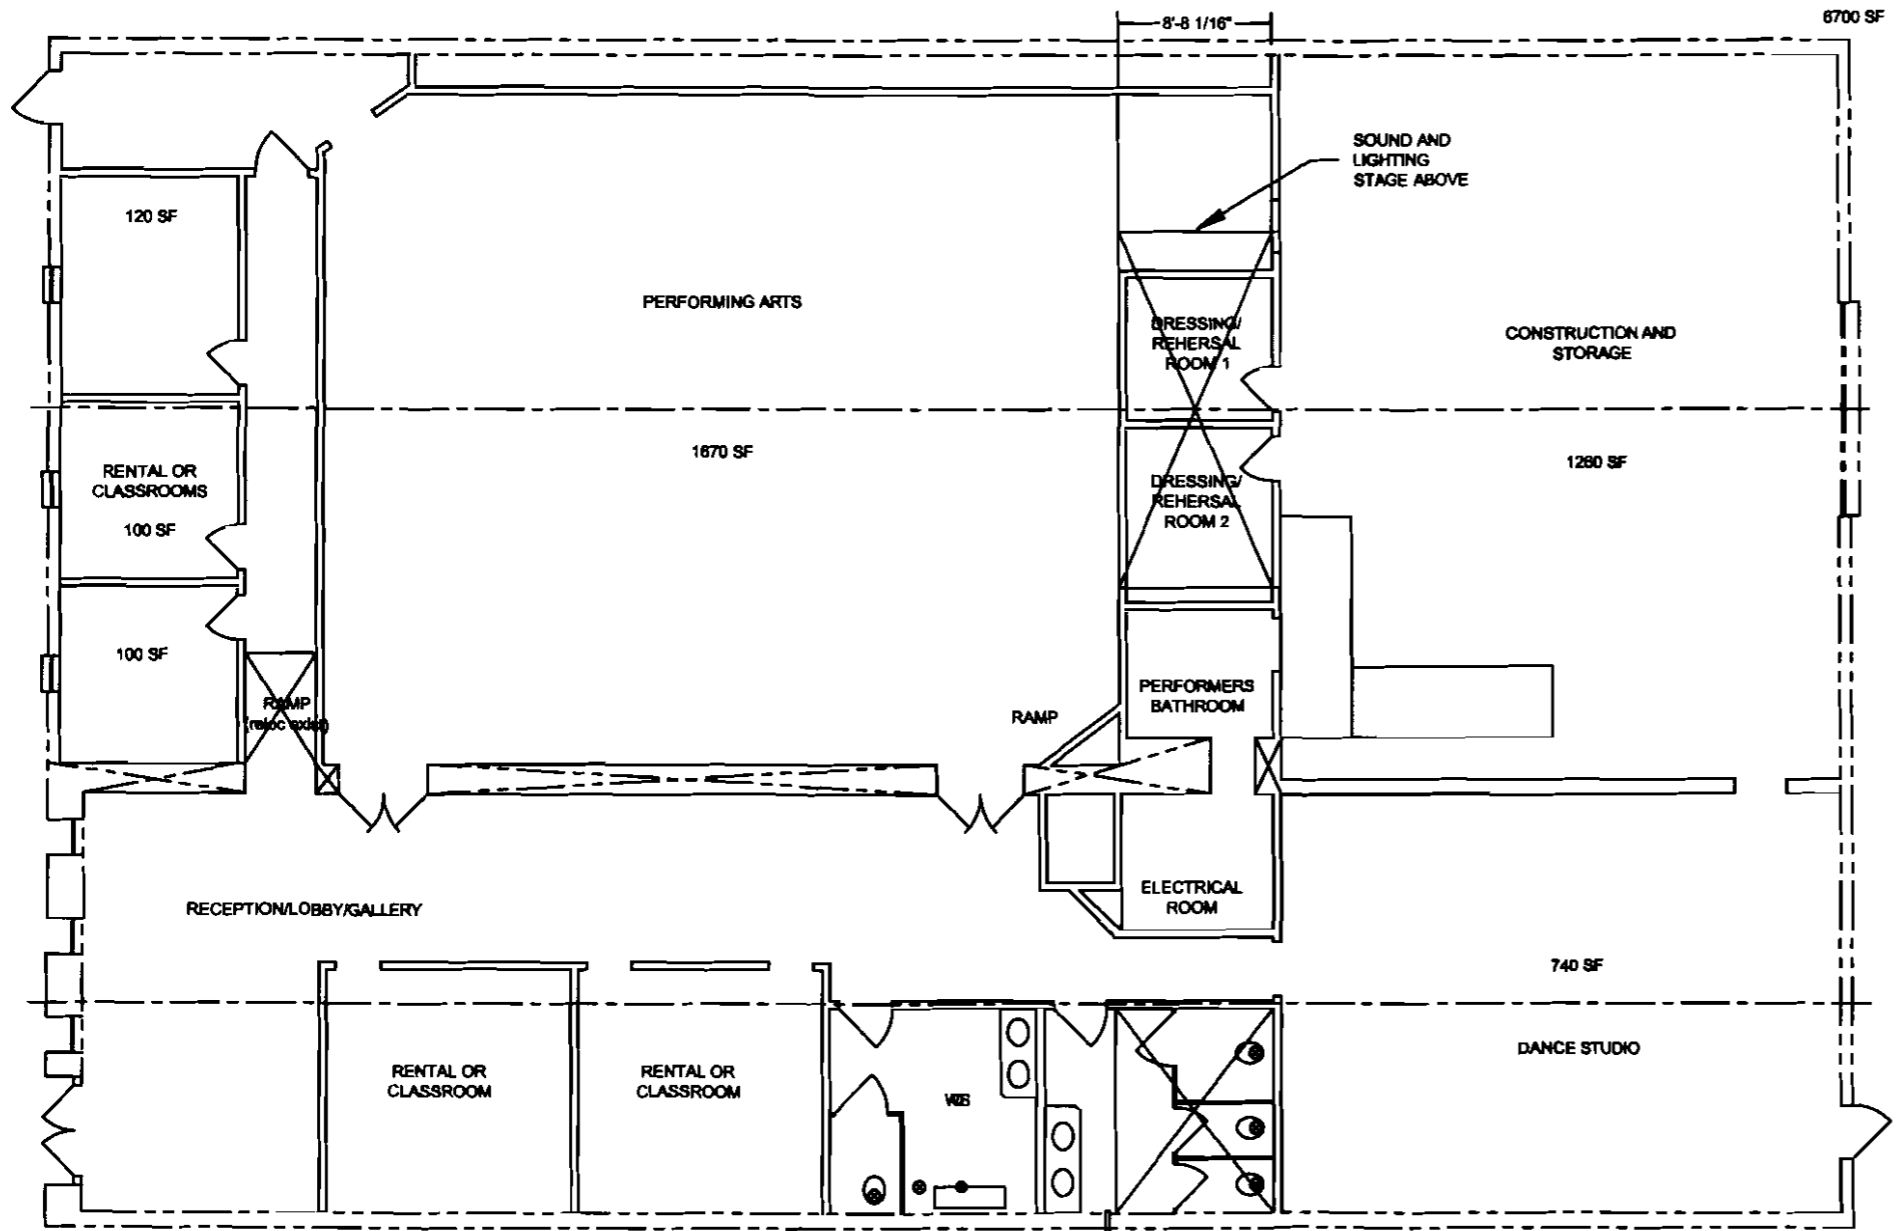 8'-8 1/16"
6700 SF
SOUND AND
LIGHTING
STAGE ABOVE
120 SF
PERFORMING ARTS
DRESSING/
REHERSAL
ROOM 1
CONSTRUCTION AND
STORAGE
1670 SF
1260 SF
RENTAL OR
CLASSROOMS
100 SF
DRESSING/
REHERSAL
ROOM 2
100 SF
RAMP
(reloc exist)
RAMP
PERFORMERS
BATHROOM
RECEPTION/LOBBY/GALLERY
ELECTRICAL
ROOM
740 SF
DANCE STUDIO
RENTAL OR
CLASSROOM
RENTAL OR
CLASSROOM